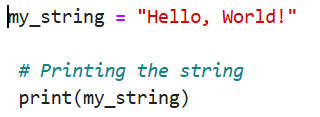 my_string = "Hello, World!"
# Printing the string
print(my_string)